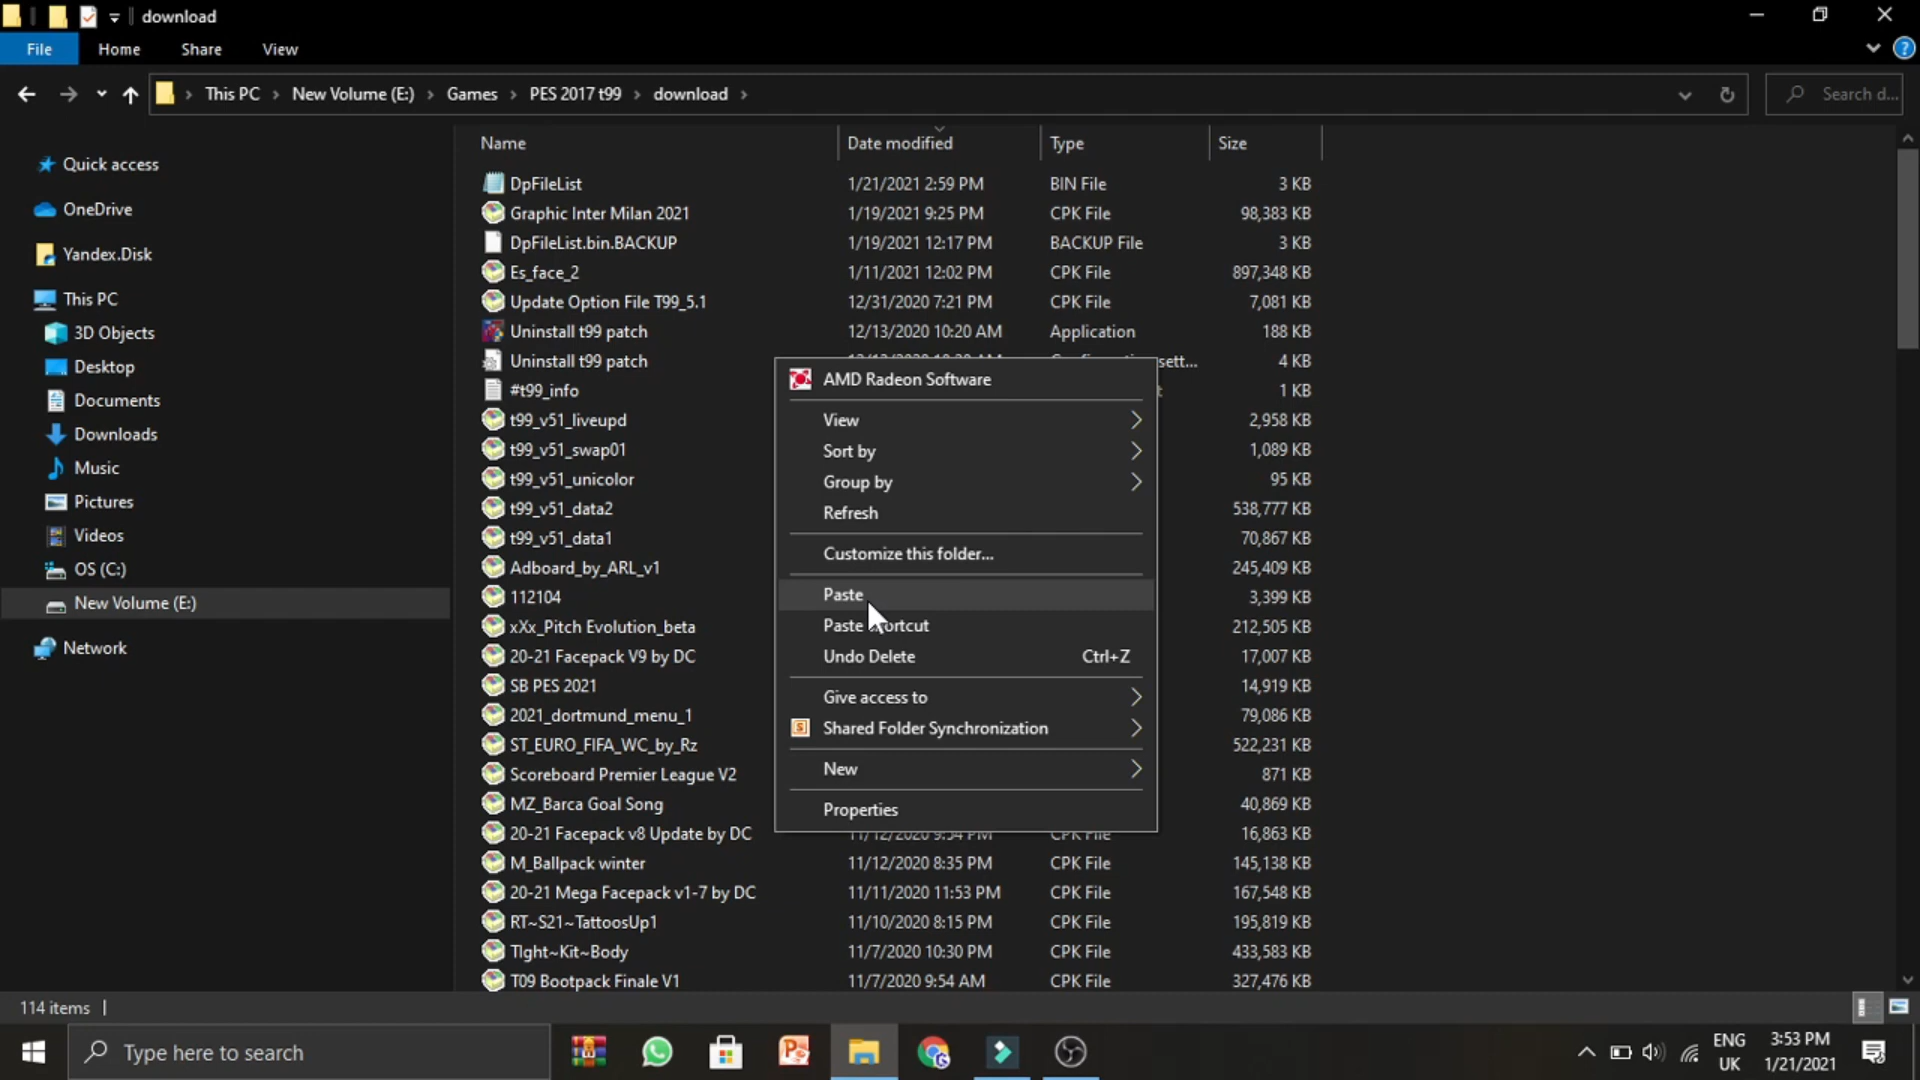 download
File Home Share View
This PC > New Volume (E:) > Games > PES 2017 t99 > download >
Search d...
Name Date modified Type Size
Quick access
OneDrive
Yandex.Disk
This PC
3D Objects
Desktop
Documents
Downloads
Music
Pictures
Videos
OS (C:)
New Volume (E:)
Network
DpFileList 1/21/2021 2:59 PM BIN File 3 KB
Graphic Inter Milan 2021 1/19/2021 9:25 PM CPK File 98,383 KB
DpFileList.bin.BACKUP 1/19/2021 12:17 PM BACKUP File 3 KB
Es_face_2 1/11/2021 12:02 PM CPK File 897,348 KB
Update Option File T99_5.1 12/31/2020 7:21 PM CPK File 7,081 KB
Uninstall t99 patch 12/13/2020 10:20 AM Application 188 KB
Uninstall t99 patch sett... 4 KB
#t99_info 1 KB
t99_v51_liveupd 2,958 KB
t99_v51_swap01 1,089 KB
t99_v51_unicolor 95 KB
t99_v51_data2 538,777 KB
t99_v51_data1 70,867 KB
Adboard_by_ARL_v1 245,409 KB
112104 3,399 KB
xXx_Pitch Evolution_beta 212,505 KB
20-21 Facepack V9 by DC 17,007 KB
SB PES 2021 14,919 KB
2021_dortmund_menu_1 79,086 KB
ST_EURO_FIFA_WC_by_Rz 522,231 KB
Scoreboard Premier League V2 871 KB
MZ_Barca Goal Song 40,869 KB
20-21 Facepack v8 Update by DC 11/12/2020 9:54 PM CPK File 16,863 KB
M_Ballpack winter 11/12/2020 8:35 PM CPK File 145,138 KB
20-21 Mega Facepack v1-7 by DC 11/11/2020 11:53 PM CPK File 167,548 KB
RT~S21~TattoosUp1 11/10/2020 8:15 PM CPK File 195,819 KB
TIght~Kit~Body 11/7/2020 10:30 PM CPK File 433,583 KB
T09 Bootpack Finale V1 11/7/2020 9:54 AM CPK File 327,476 KB
AMD Radeon Software
View
Sort by
Group by
Refresh
Customize this folder...
Paste
Paste
Undo Delete Ctrl+Z
Give access to
Shared Folder Synchronization
New
Properties
114 items
Type here to search
ENG
UK
3:53 PM
1/21/2021